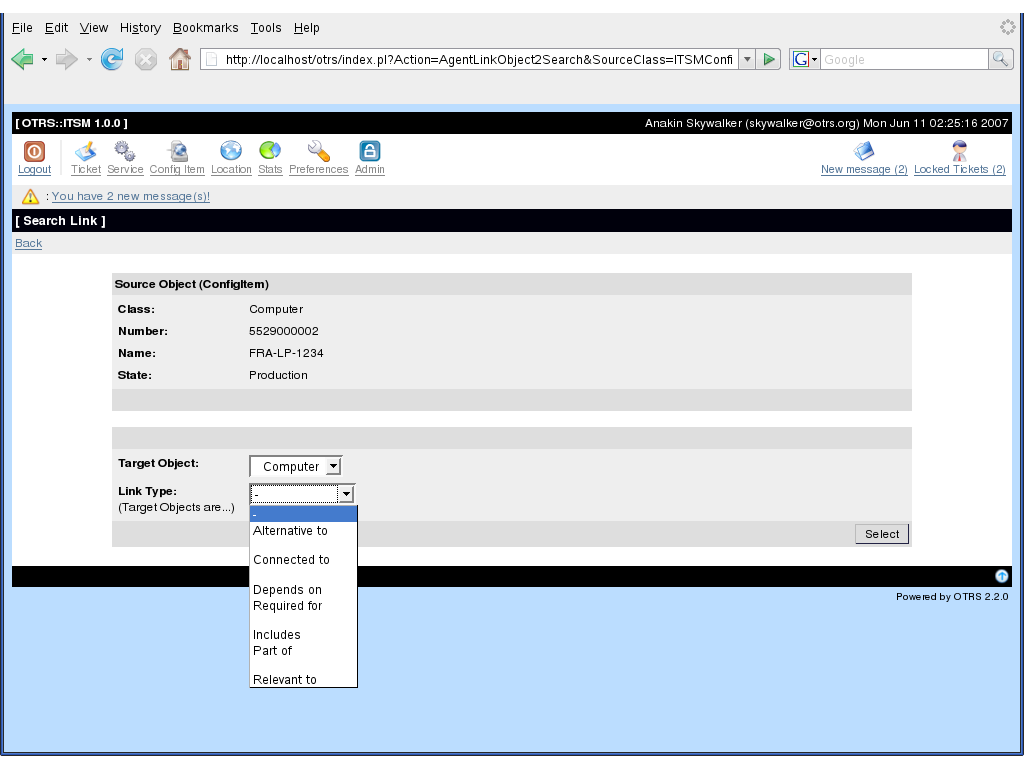 File Edit View History Bookmarks Tools Help
http://localhost/otrs/index.pl?Action=AgentLinkObject2Search&SourceClass=ITSMConfi G Google
[ OTRS::ITSM 1.0.0 ] Anakin Skywalker (skywalker@otrs.org) Mon Jun 11 02:25:16 2007
Logout Ticket Service Config Item Location Stats Preferences Admin New message (2) Locked Tickets (2)
: You have 2 new message(s)!
[ Search Link ]
Back
Source Object (ConfigItem)
Class: Computer
Number: 5529000002
Name: FRA-LP-1234
State: Production
Target Object: Computer
Link Type: -
(Target Objects are...)
-
Alternative to
Select
Connected to
Depends on
Powered by OTRS 2.2.0
Required for
Includes
Part of
Relevant to